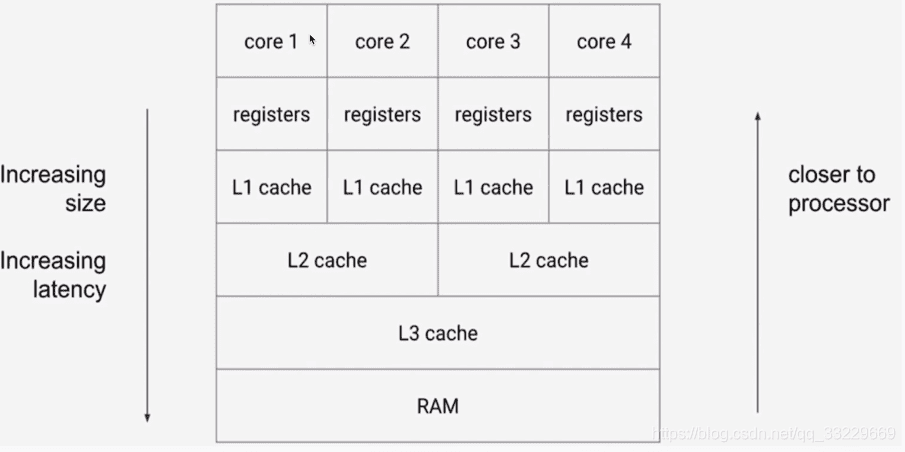 core 1
core 2
core 3
core 4
registers
registers
registers
registers
L1 cache
L1 cache
L1 cache
L1 cache
L2 cache
L2 cache
L3 cache
RAM
Increasing
size
Increasing
latency
closer to
processor
https://blog.csdn.net/qq_33229669